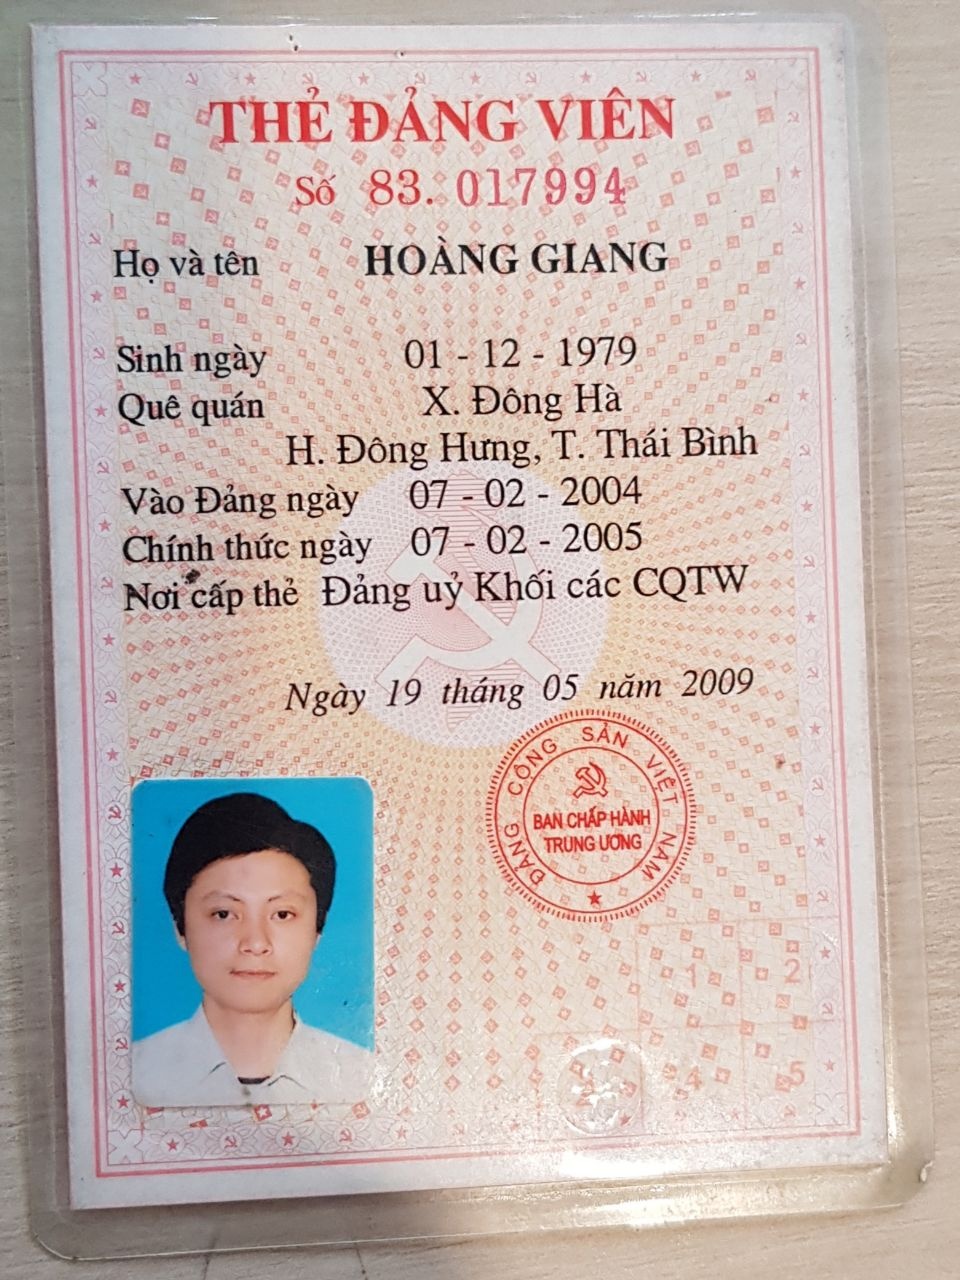 THẺ ĐẢNG VIÊN
Số 83. 017994
Họ và tên HOÀNG GIANG
Sinh ngày 01 - 12 - 1979
Quê quán X. Đông Hà
H. Đông Hưng, T. Thái Bình
Vào Đảng ngày 07 - 02 - 2004
Chính thức ngày 07 - 02 - 2005
Nơi cấp thẻ Đảng uỷ Khối các CQTW
Ngày 19 tháng 05 năm 2009
ĐẢNG CỘNG SẢN VIỆT NAM
BAN CHẤP HÀNH
TRUNG ƯƠNG
1 2
4 5